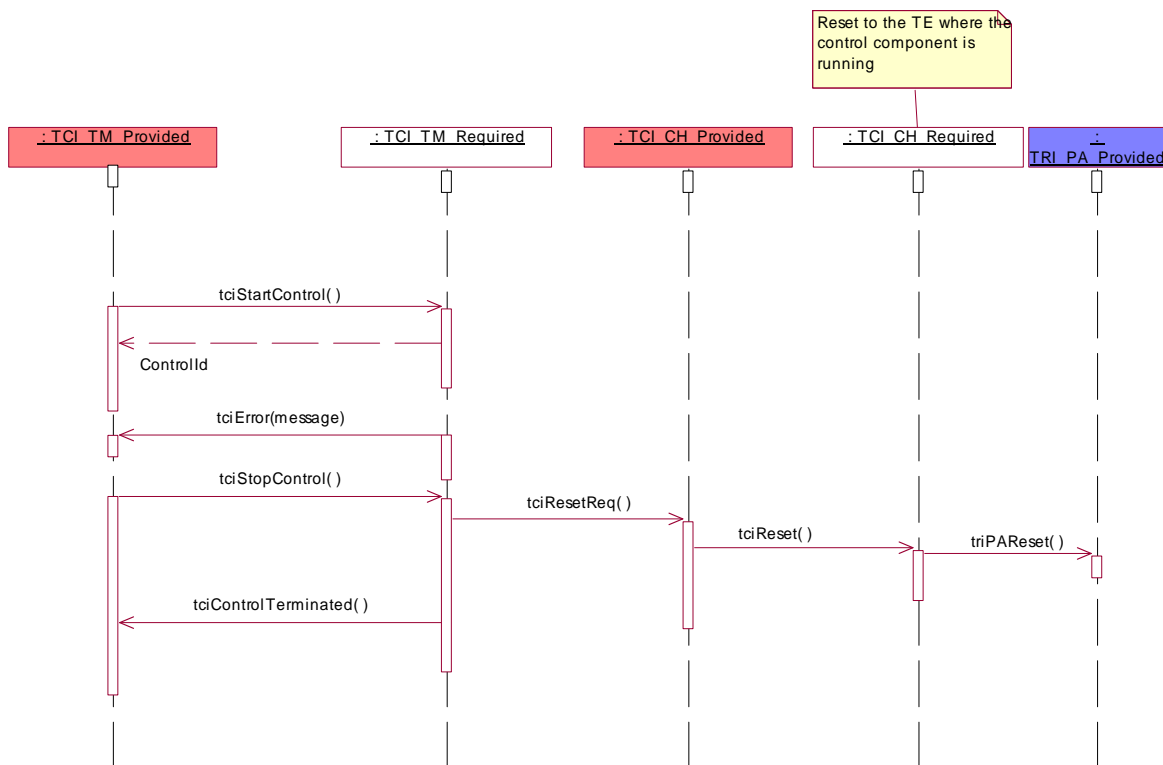 Reset to the TE where the
control component is
running
: TCI_TM_Provided
: TCI_TM_Required
: TCI_CH_Provided
: TCI_CH_Required
:
TRI_PA_Provided
tciStartControl( )
ControlId
tciError(message)
tciStopControl( )
tciResetReq( )
tciReset( )
triPAReset( )
tciControlTerminated( )